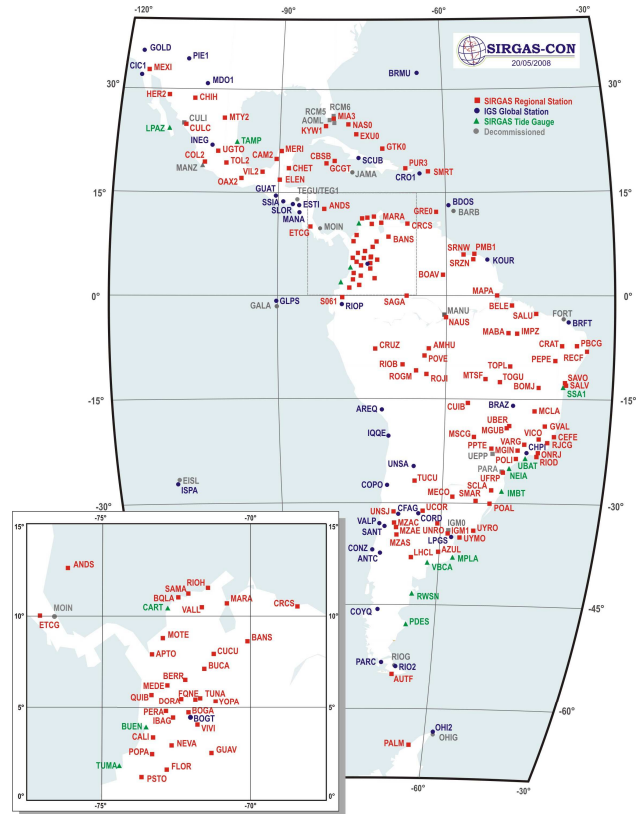 -120° -90° -60° -30°
SIRGAS-CON
20/05/2008
SIRGAS Regional Station
IGS Global Station
SIRGAS Tide Gauge
Decommissioned
GOLD
PIE1
CIC1
MEXI
MDO1
BRMU
30° 30°
HER2
CHIH
RCM5
RCM6
AOML
MIA3
KYW1
NAS0
EXU0
CULI
CULC
MTY2
LPAZ
INEG
TAMP
UGTO
MERI
CAM2
CBSB
SCUB
GTK0
COL2
TOL2
MANZ
VIL2
CHET
GCGT
JAMA
PUR3
SMRT
CRO1
OAX2
ELEN
15° 15°
GUAT
TEGU/TEG1
SSIA
ESTI
ANDS
SLOR
MANA
ETCG
MOIN
MARA
GRE0
CRCS
BDOS
BARB
BANS
SRNW
PMB1
SRZN
KOUR
BOAV
0° 0°
GLPS
GALA
S061
RIOP
SAGA
MAPA
BELE
MANU
NAUS
SALU
FORT
BRFT
MABA
IMPZ
CRUZ
AMHU
POVE
CRAT
PBCG
PEPE
RECF
RIOB
ROGM
ROJI
TOPL
MTSF
TOGU
BOMJ
SAVO
SALV
SSA1
-15° -15°
AREQ
CUIB
BRAZ
MCLA
IQQE
UBER
MGUB
MSCG
VICO
GVAL
CEFE
VARG
RJCG
PPTE
MGIN
CHPI
ONRJ
UEPP
POLI
RIOD
UBAT
UNSA
PARA
NEIA
UFRP
TUCU
COPO
SCLA
IMBT
EISL
ISPA
MECO
SMAR
POAL
-30° -30°
UNSJ
CFAG
UCOR
VALP
MZAC
CORD
IGM0
SANT
MZAE
UNRO
IGM1
UYRO
MZAS
LPGS
UYMO
CONZ
ANTC
LHCL
AZUL
MPLA
VBCA
RWSN
COYQ
-45°
PDES
PARC
RIOG
RIO2
AUTF
-60°
OHI2
OHIG
PALM
-60° -30°
15° -75° -70° 15°
ANDS
RIOH
SAMA
BQLA
MARA
MOIN
CART
VALL
CRCS
ETCG
10° 10°
MOTE
BANS
APTO
CUCU
BUCA
BERR
MEDE
QUIB
FQNE
TUNA
DORA
YOPA
5° 5°
PERA
BOGA
IBAG
BOGT
BUEN
VIVI
CALI
NEVA
POPA
GUAV
TUMA
FLOR
PSTO
0° -75° -70° 0°